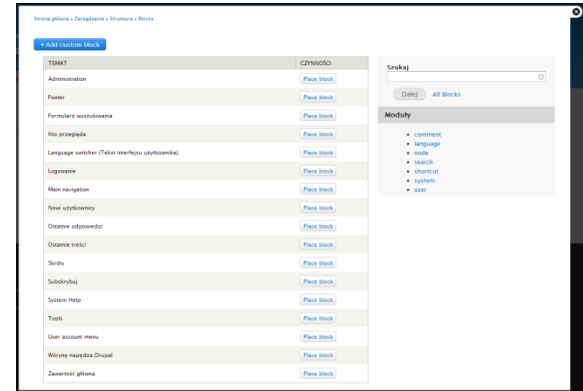 Strona główna » Zarządzanie » Struktura » Blocks
+ Add custom block
TEMAT CZYNNOŚCI
Administration Place block
Footer Place block
Formularz wyszukiwania Place block
Kto przegląda Place block
Language switcher (Tekst interfejsu użytkownika) Place block
Logowanie Place block
Main navigation Place block
Nowi użytkownicy Place block
Ostatnie odpowiedzi Place block
Ostatnie treści Place block
Skróty Place block
Subskrybuj Place block
System Help Place block
Tools Place block
User account menu Place block
Witrynę napędza Drupal Place block
Zawartość główna Place block
Szukaj
Dalej All Blocks
Moduły
comment
language
node
search
shortcut
system
user